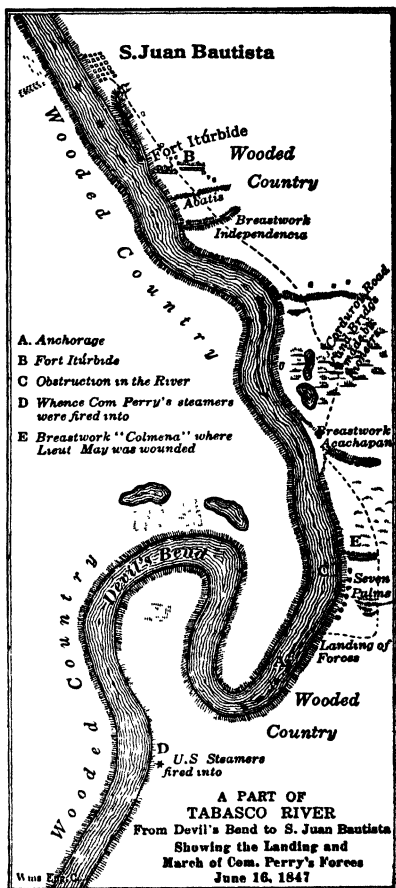 S. Juan Bautista
Wooded Country
Fort Itúrbide
B
Wooded
Country
Abatis
Breastwork
Independencia
Corduroy Road
A. Anchorage
B Fort Itúrbide
C Obstruction in the River
D Whence Com Perry's steamers
were fired into
E Breastwork "Colmena" where
Lieut May was wounded
Breastwork
Acachapan
E
Devil's Bend
C
Seven
Palms
Landing of
Forces
A
Wooded
Country
Wooded Country
D
U.S Steamers
fired into
A PART OF
TABASCO RIVER
From Devil's Bend to S. Juan Bautista
Showing the Landing and
March of Com. Perry's Forces
June 16, 1847